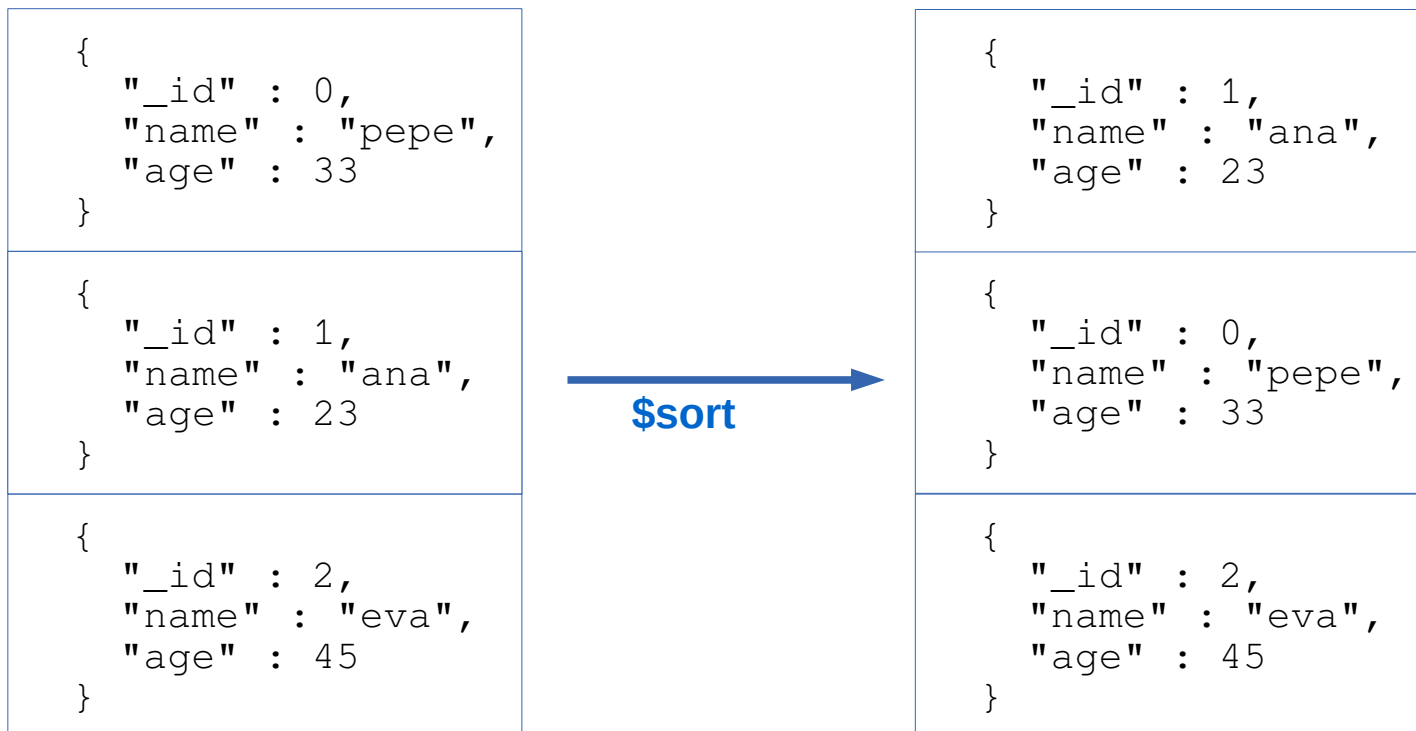 {
"_id" : 0,
"name" : "pepe",
"age" : 33
}
{
"_id" : 1,
"name" : "ana",
"age" : 23
}
{
"_id" : 2,
"name" : "eva",
"age" : 45
}
$sort
{
"_id" : 1,
"name" : "ana",
"age" : 23
}
{
"_id" : 0,
"name" : "pepe",
"age" : 33
}
{
"_id" : 2,
"name" : "eva",
"age" : 45
}